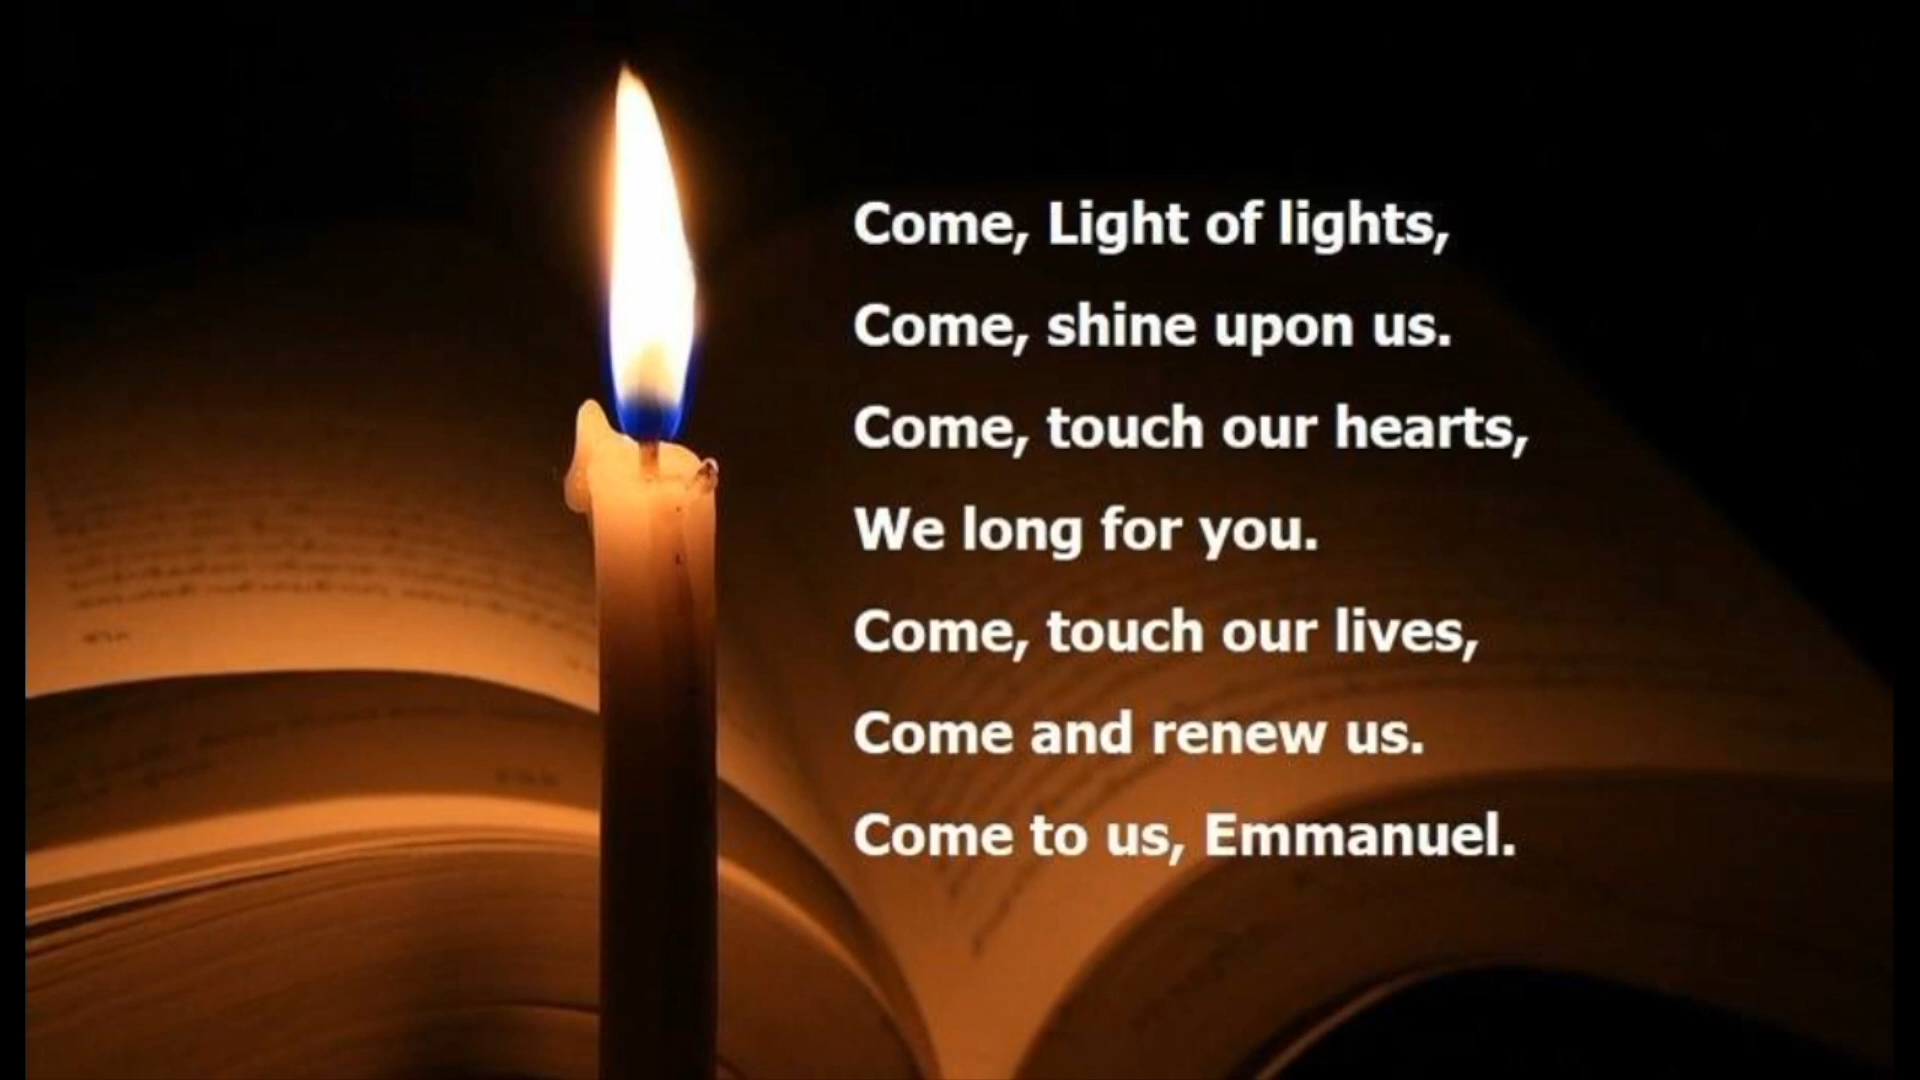 Come, Light of lights,
Come, shine upon us.
Come, touch our hearts,
We long for you.
Come, touch our lives,
Come and renew us.
Come to us, Emmanuel.